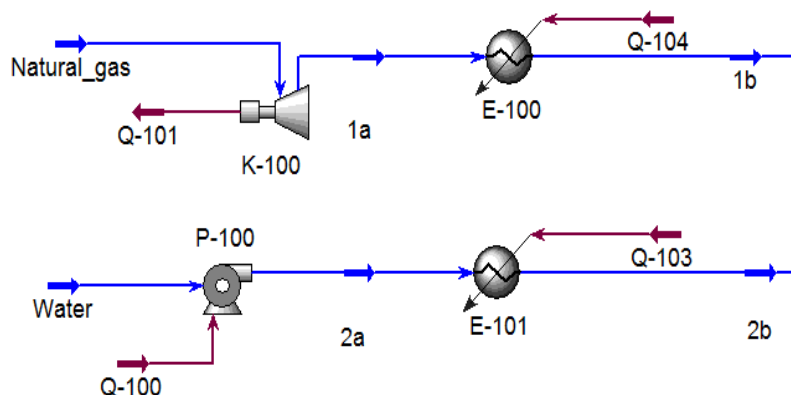 Natural_gas
Q-101
K-100
1a
E-100
Q-104
1b
Water
Q-100
P-100
2a
E-101
Q-103
2b